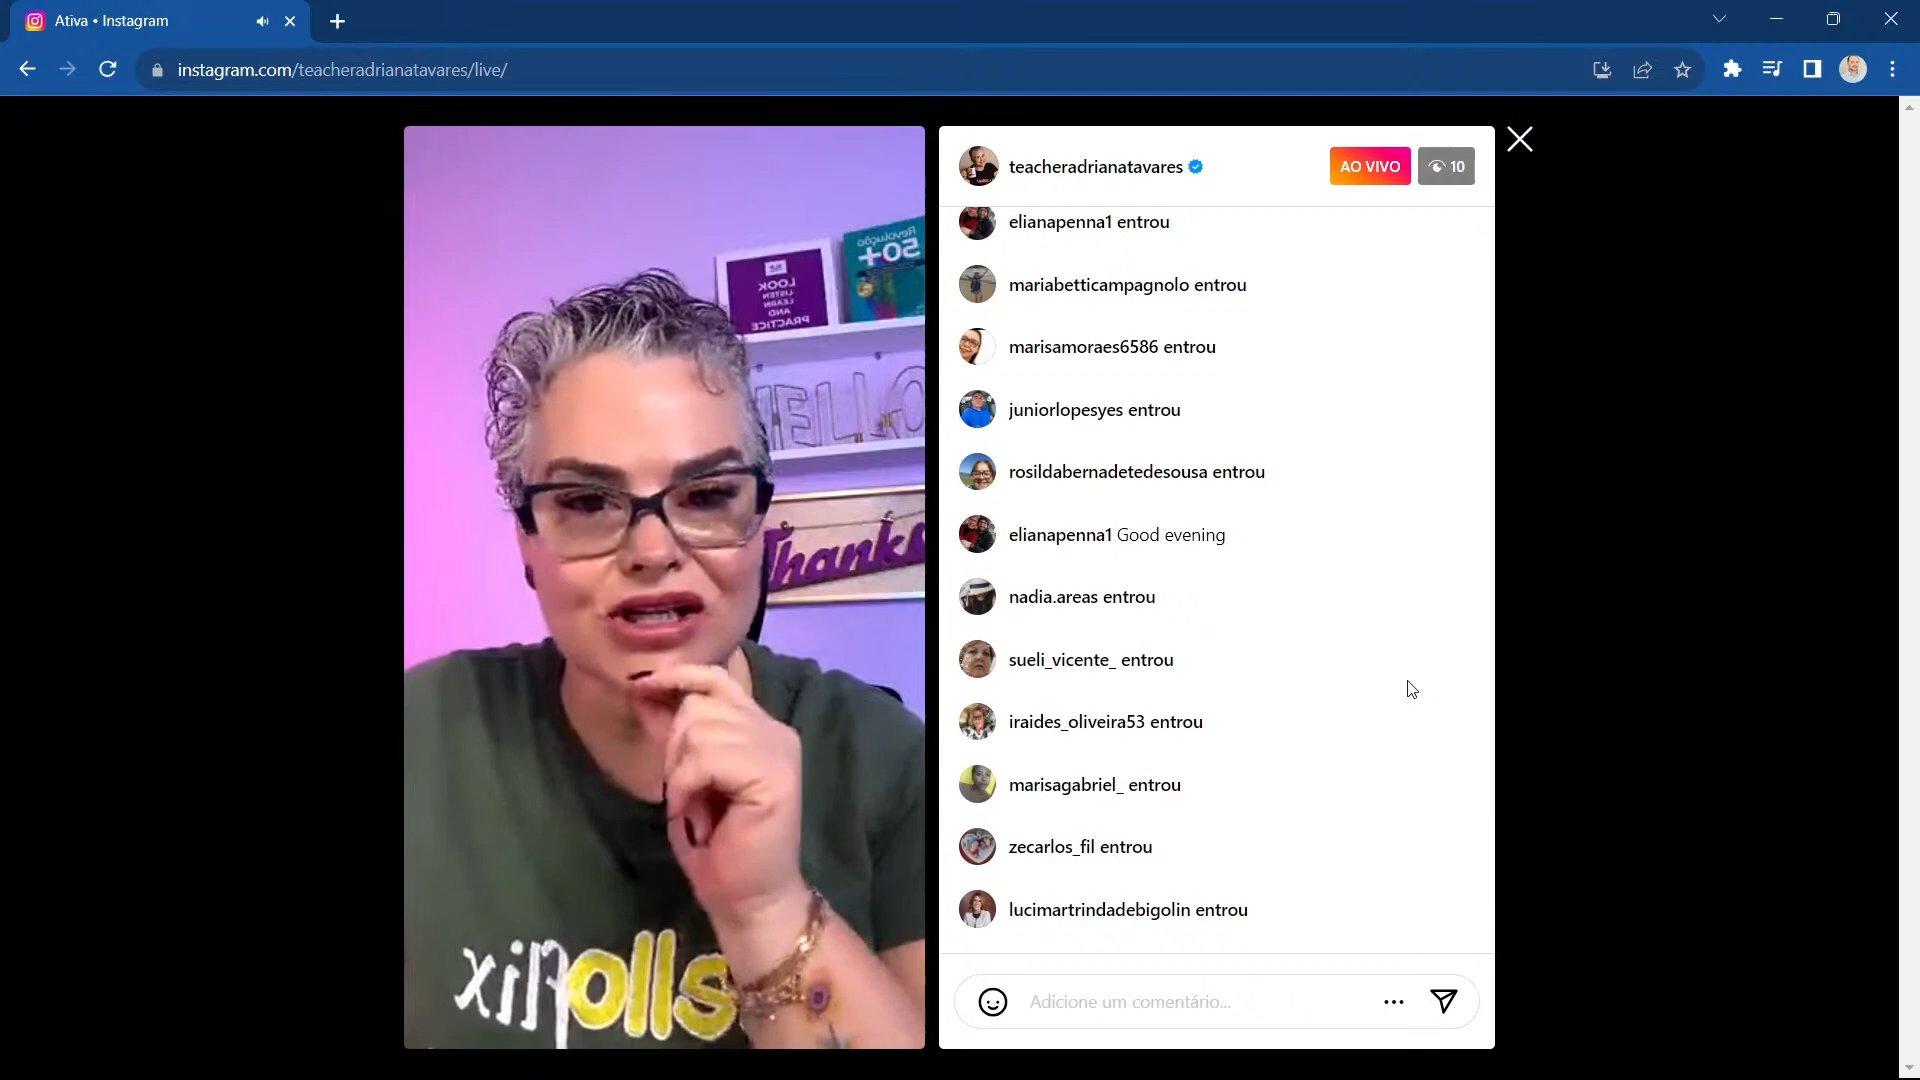 Ativa • Instagram
instagram.com/teacheradrianatavares/live/
teacheradrianatavares
AO VIVO
10
elianapenna1 entrou
mariabetticampagnolo entrou
marisamoraes6586 entrou
juniorlopesyes entrou
rosildabernadetedesousa entrou
elianapenna1 Good evening
nadia.areas entrou
sueli_vicente_ entrou
iraides_oliveira53 entrou
marisagabriel_ entrou
zecarlos_fil entrou
lucimartrindadebigolin entrou
Adicione um comentário...
Revolução
50+
LOOK
LISTEN
LEARN
AND
PRACTICE
HELLO
Thanks